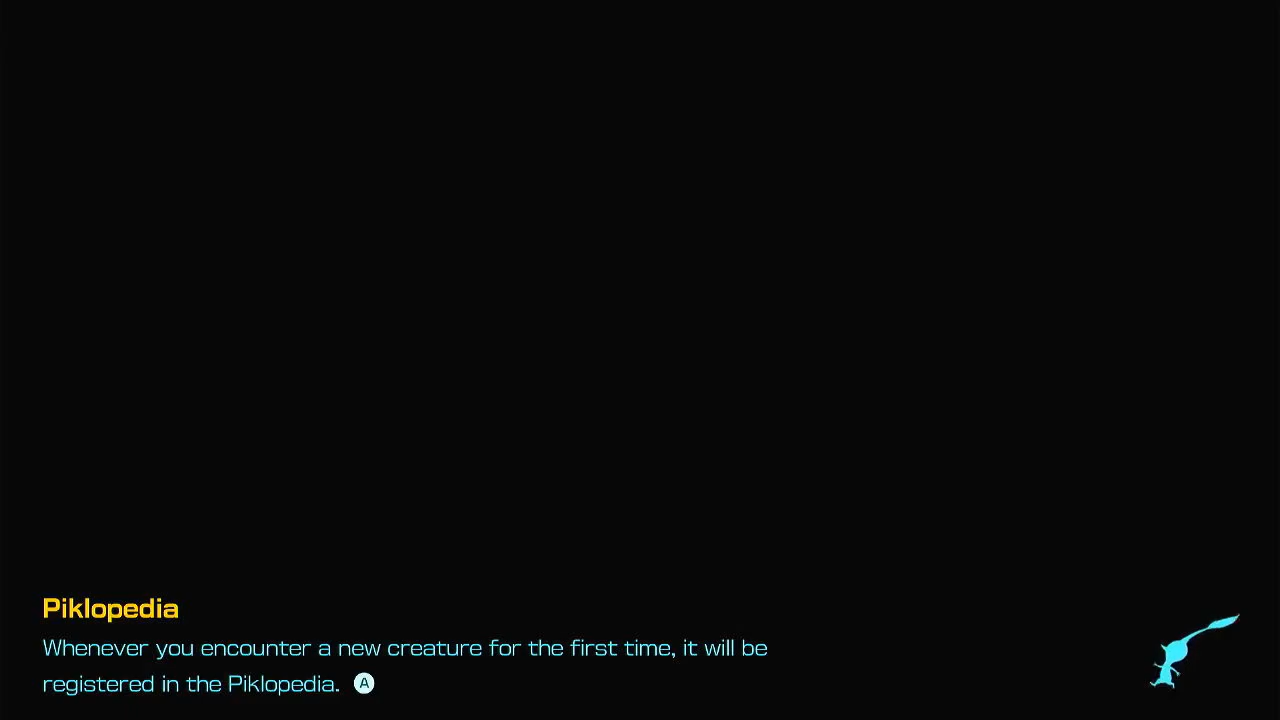 Piklopedia
Whenever you encounter a new creature for the first time, it will be
registered in the Piklopedia. A